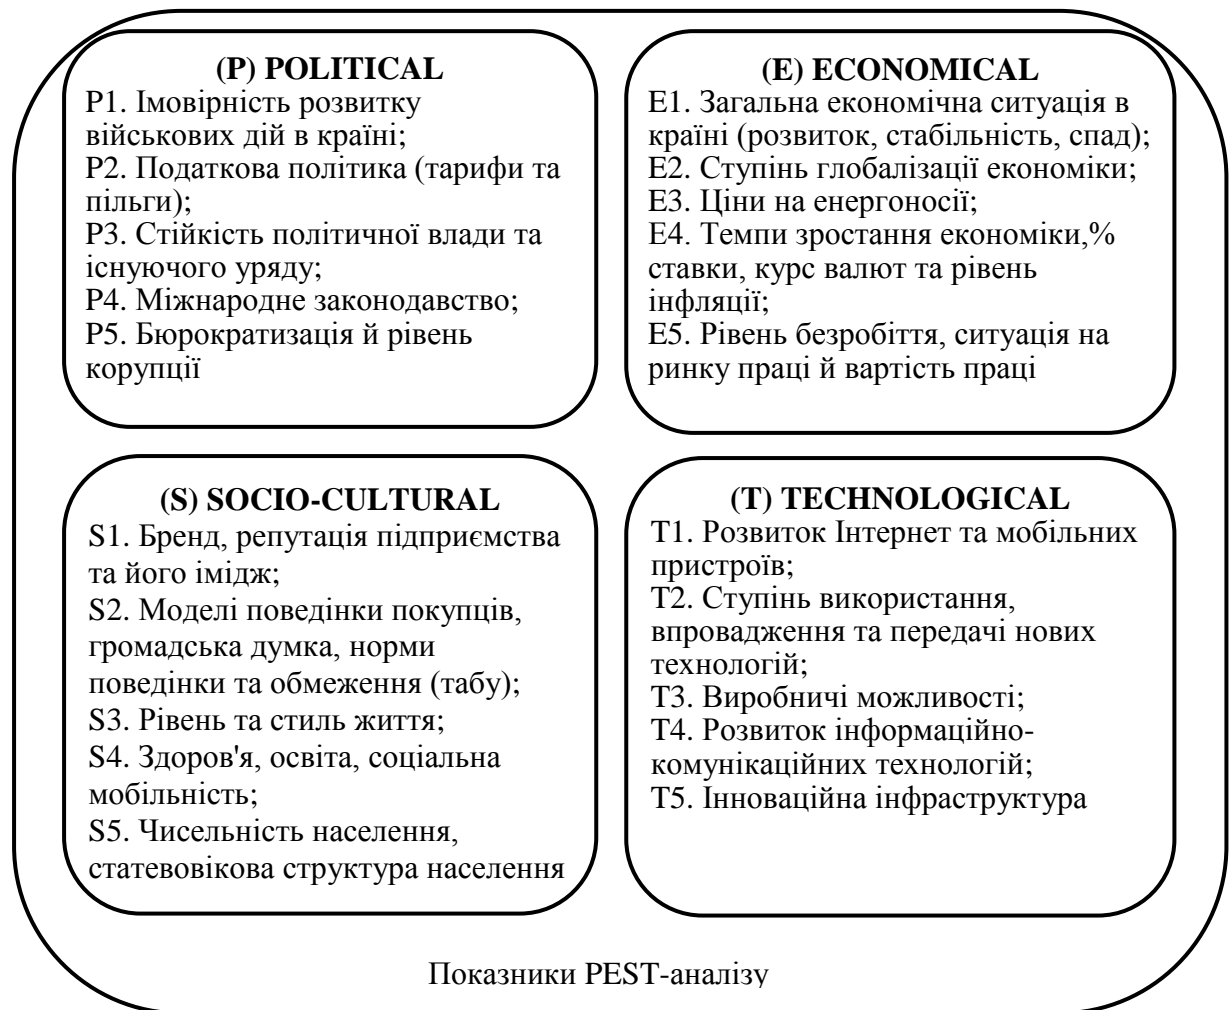 (P) POLITICAL
P1. Імовірність розвитку
військових дій в країні;
P2. Податкова політика (тарифи та
пільги);
P3. Стійкість політичної влади та
існуючого уряду;
P4. Міжнародне законодавство;
P5. Бюрократизація й рівень
корупції
(E) ECONOMICAL
E1. Загальна економічна ситуація в
країні (розвиток, стабільність, спад);
E2. Ступінь глобалізації економіки;
E3. Ціни на енергоносії;
E4. Темпи зростання економіки,%
ставки, курс валют та рівень
інфляції;
E5. Рівень безробіття, ситуація на
ринку праці й вартість праці
(S) SOCIO-CULTURAL
S1. Бренд, репутація підприємства
та його імідж;
S2. Моделі поведінки покупців,
громадська думка, норми
поведінки та обмеження (табу);
S3. Рівень та стиль життя;
S4. Здоров'я, освіта, соціальна
мобільність;
S5. Чисельність населення,
статевовікова структура населення
(T) TECHNOLOGICAL
T1. Розвиток Інтернет та мобільних
пристроїв;
T2. Ступінь використання,
впровадження та передачі нових
технологій;
T3. Виробничі можливості;
T4. Розвиток інформаційно-
комунікаційних технологій;
T5. Інноваційна інфраструктура
Показники PEST-аналізу